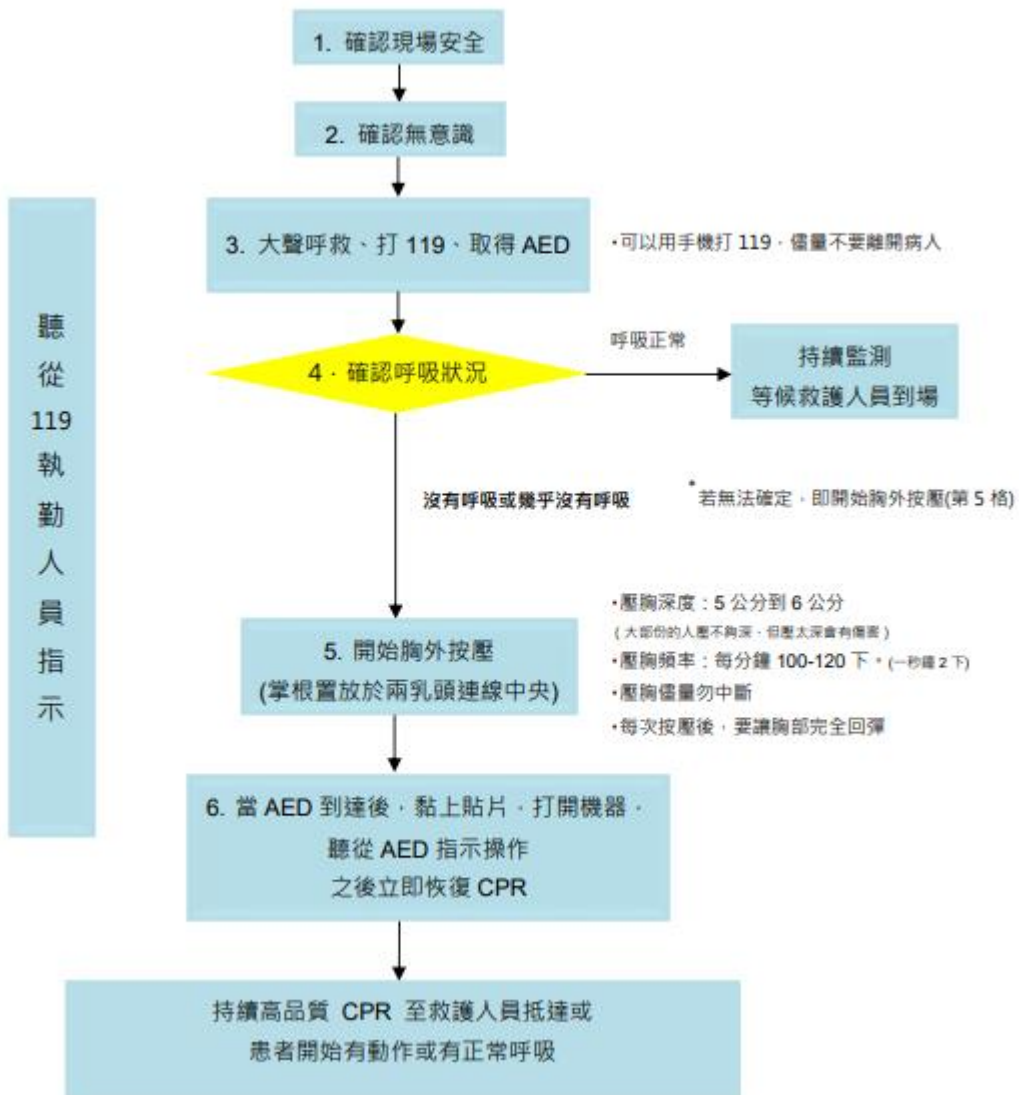 1. 確認現場安全
2. 確認無意識
3. 大聲呼救、打 119、取得 AED
•可以用手機打 119，儘量不要離開病人
聽
從
119
執
勤
人
員
指
示
4．確認呼吸狀況
呼吸正常
持續監測
等候救護人員到場
沒有呼吸或幾乎沒有呼吸
•若無法確定，即開始胸外按壓(第 5 格)
5. 開始胸外按壓
(掌根置放於兩乳頭連線中央)
•壓胸深度：5 公分到 6 公分
(大部份的人壓不夠深，但壓太深會有傷害)
•壓胸頻率：每分鐘 100-120 下。(一秒鐘 2 下)
•壓胸儘量勿中斷
•每次按壓後，要讓胸部完全回彈
6. 當 AED 到達後，黏上貼片，打開機器，
聽從 AED 指示操作
之後立即恢復 CPR
持續高品質 CPR 至救護人員抵達或
患者開始有動作或有正常呼吸